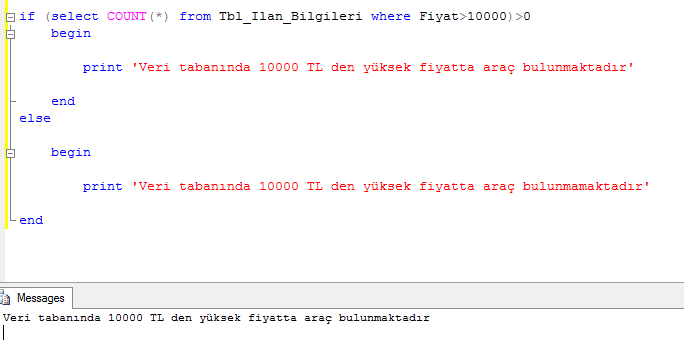 if (select COUNT(*) from Tbl_Ilan_Bilgileri where Fiyat>10000)>0
begin
print 'Veri tabanında 10000 TL den yüksek fiyatta araç bulunmaktadır'
end
else
begin
print 'Veri tabanında 10000 TL den yüksek fiyatta araç bulunmamaktadır'
end
Messages
Veri tabanında 10000 TL den yüksek fiyatta araç bulunmaktadır